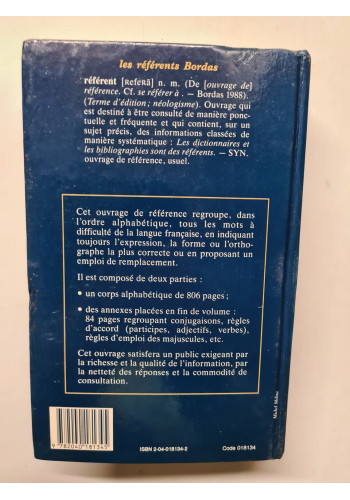 les référents Bordas
référent [Referã] n. m. (De [ouvrage de]
référence. Cf. se référer à . — Bordas 1988).
(Terme d'édition ; néologisme). Ouvrage qui
est destiné à être consulté de manière ponc-
tuelle et fréquente et qui contient, sur un
sujet précis, des informations classées de
manière systématique : Les dictionnaires et
les bibliographies sont des référents. — SYN.
ouvrage de référence, usuel.
Cet ouvrage de référence regroupe, dans
l'ordre alphabétique, tous les mots à
difficulté de la langue française, en indiquant
toujours l'expression, la forme ou l'ortho-
graphe la plus correcte ou en proposant un
emploi de remplacement.
Il est composé de deux parties :
• un corps alphabétique de 806 pages ;
• des annexes placées en fin de volume :
84 pages regroupant conjugaisons, règles
d'accord (participes, adjectifs, verbes),
règles d'emploi des majuscules, etc.
Cet ouvrage satisfera un public exigeant par
la richesse et la qualité de l'information, par
la netteté des réponses et la commodité de
consultation.
Michel Méline
9 782040 181345
ISBN 2-04-018134-2
Code 018134